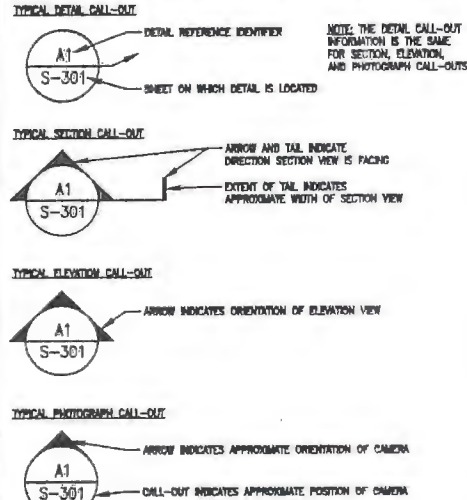 TYPICAL DETAIL CALL-OUT
DETAIL REFERENCE IDENTIFIER
A1
S-301
SHEET ON WHICH DETAIL IS LOCATED
NOTE: THE DETAIL CALL-OUT
INFORMATION IS THE SAME
FOR SECTION, ELEVATION,
AND PHOTOGRAPH CALL-OUTS
TYPICAL SECTION CALL-OUT
ARROW AND TAIL INDICATE
DIRECTION SECTION VIEW IS FACING
A1
S-301
EXTENT OF TAIL INDICATES
APPROXIMATE WIDTH OF SECTION VIEW
TYPICAL ELEVATION CALL-OUT
ARROW INDICATES ORIENTATION OF ELEVATION VIEW
A1
S-301
TYPICAL PHOTOGRAPH CALL-OUT
ARROW INDICATES APPROXIMATE ORIENTATION OF CAMERA
A1
S-301
CALL-OUT INDICATES APPROXIMATE POSITION OF CAMERA